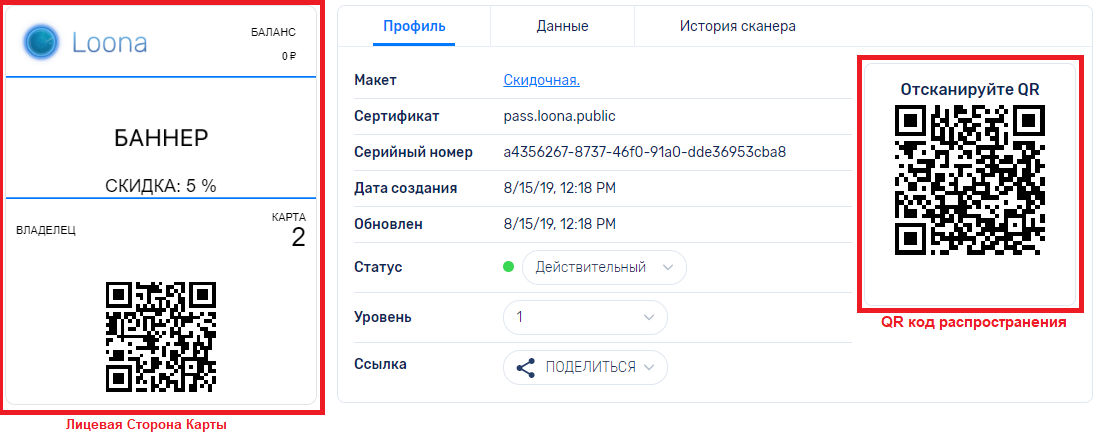 Loona
БАЛАНС
0 ₽
БАННЕР
СКИДКА: 5 %
ВЛАДЕЛЕЦ
КАРТА
2
Лицевая Сторона Карты
Профиль Данные История сканера
Макет Скидочная.
Сертификат pass.loona.public
Серийный номер a4356267-8737-46f0-91a0-dde36953cba8
Дата создания 8/15/19, 12:18 PM
Обновлен 8/15/19, 12:18 PM
Статус Действительный
Уровень 1
Ссылка ПОДЕЛИТЬСЯ
Отсканируйте QR
QR код распространения